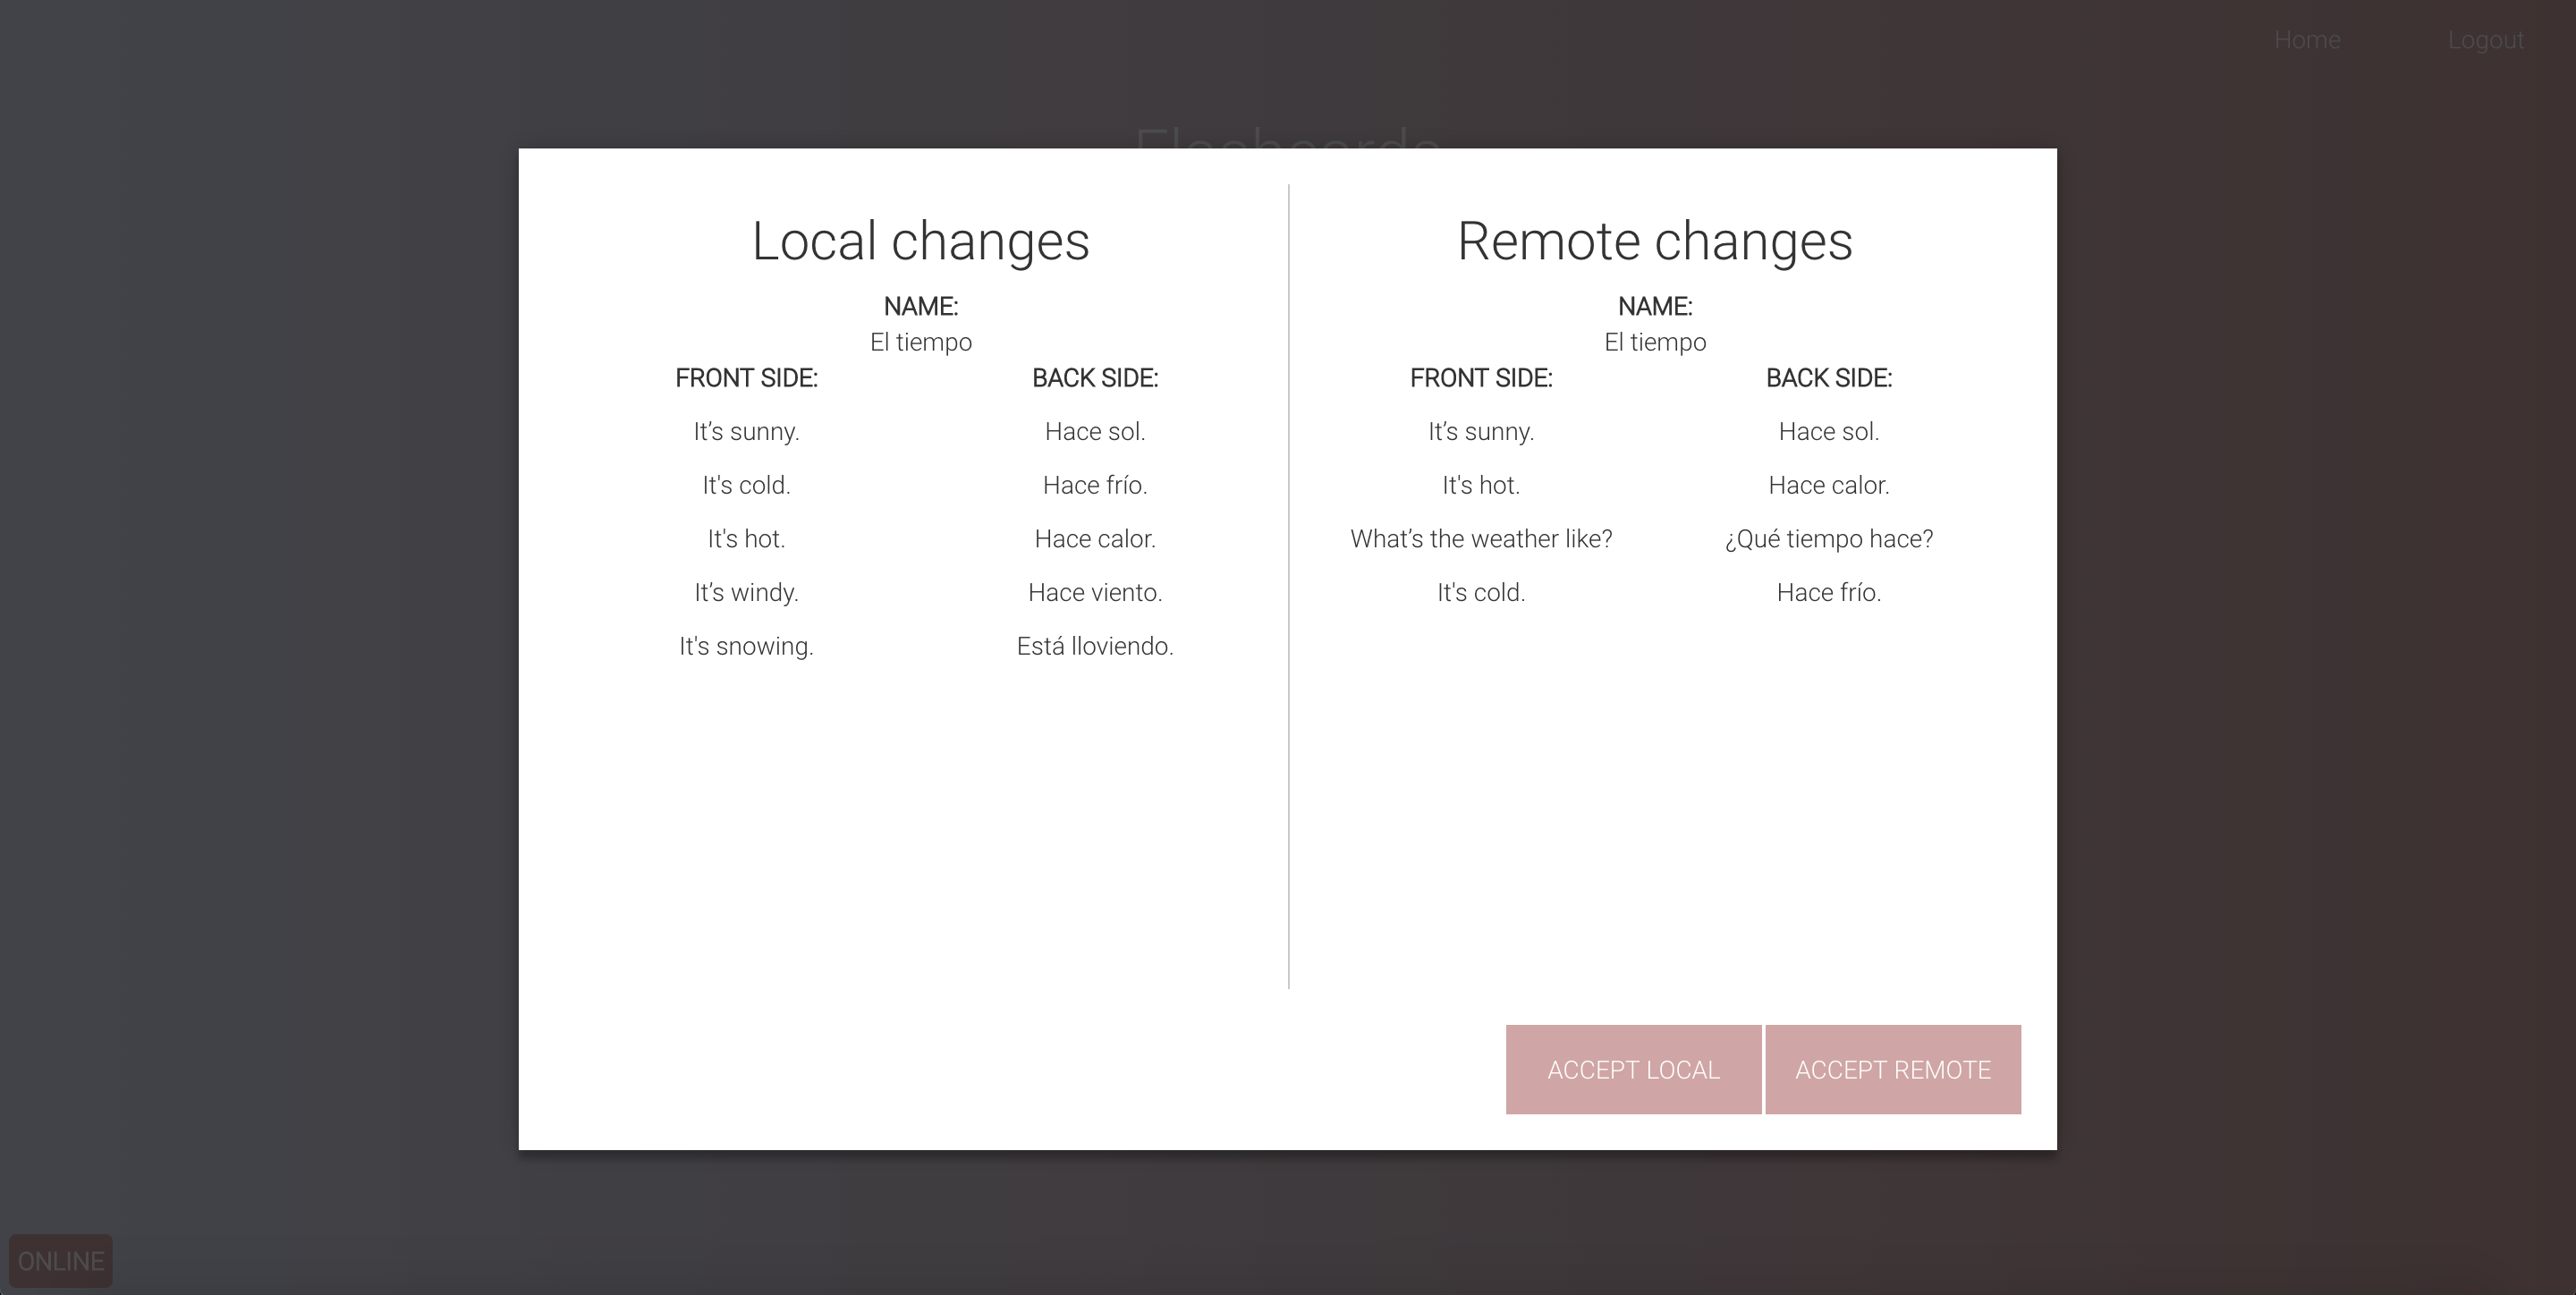 Home Logout
Flashcards
Local changes
NAME:
El tiempo
FRONT SIDE: BACK SIDE:
It’s sunny. Hace sol.
It's cold. Hace frío.
It's hot. Hace calor.
It’s windy. Hace viento.
It's snowing. Está lloviendo.
Remote changes
NAME:
El tiempo
FRONT SIDE: BACK SIDE:
It’s sunny. Hace sol.
It's hot. Hace calor.
What’s the weather like? ¿Qué tiempo hace?
It's cold. Hace frío.
ACCEPT LOCAL ACCEPT REMOTE
ONLINE